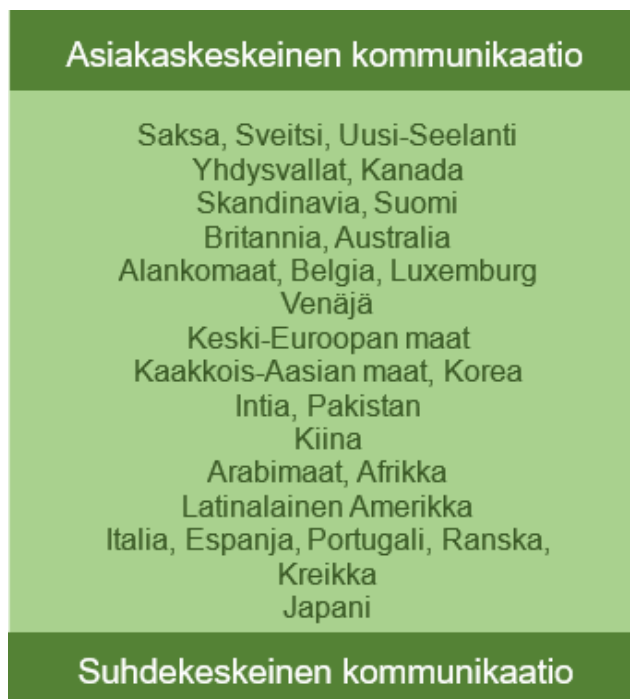 Asiakaskeskeinen kommunikaatio
Saksa, Sveitsi, Uusi-Seelanti
Yhdysvallat, Kanada
Skandinavia, Suomi
Britannia, Australia
Alankomaat, Belgia, Luxemburg
Venäjä
Keski-Euroopan maat
Kaakkois-Aasian maat, Korea
Intia, Pakistan
Kiina
Arabimaat, Afrikka
Latinalainen Amerikka
Italia, Espanja, Portugali, Ranska,
Kreikka
Japani
Suhdekeskeinen kommunikaatio